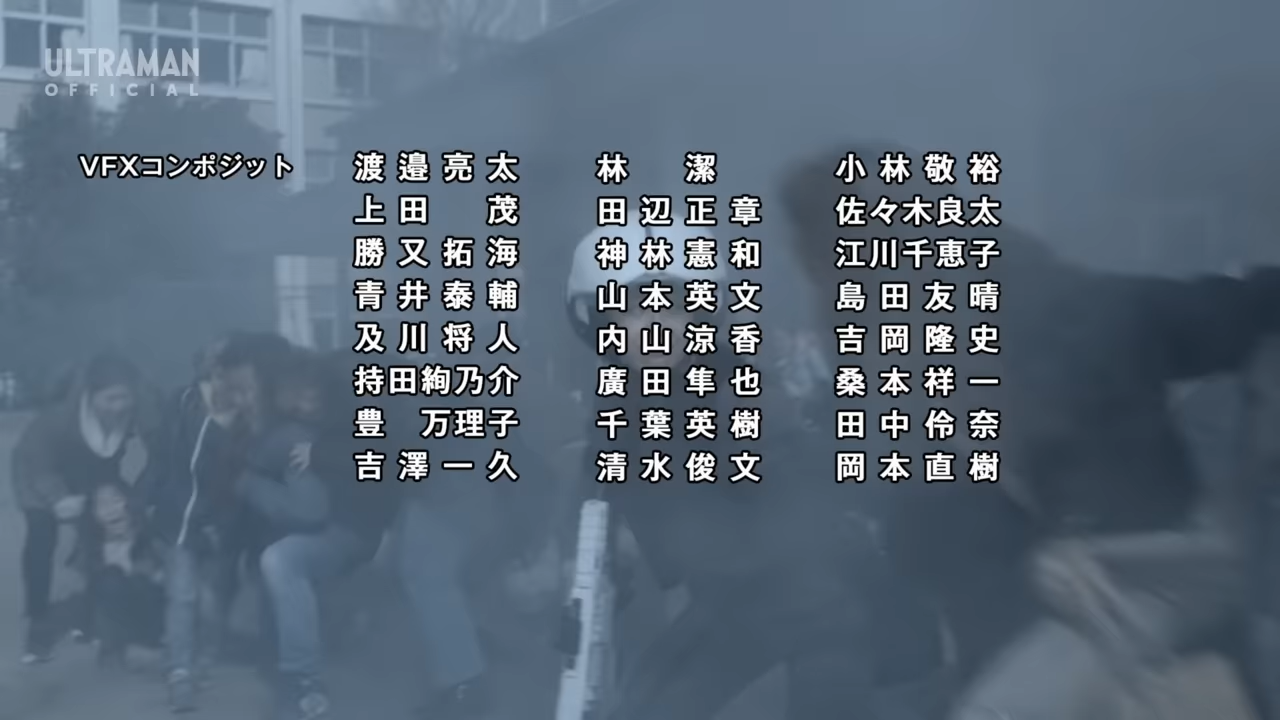 ULTRAMAN
OFFICIAL
VFXコンポジット 渡邉亮太 林 潔 小林敬裕
上田 茂 田辺正章 佐々木良太
勝又拓海 神林憲和 江川千恵子
青井泰輔 山本英文 島田友晴
及川将人 内山涼香 吉岡隆史
持田絢乃介 廣田隼也 桑本祥一
豊 万理子 千葉英樹 田中伶奈
吉澤一久 清水俊文 岡本直樹